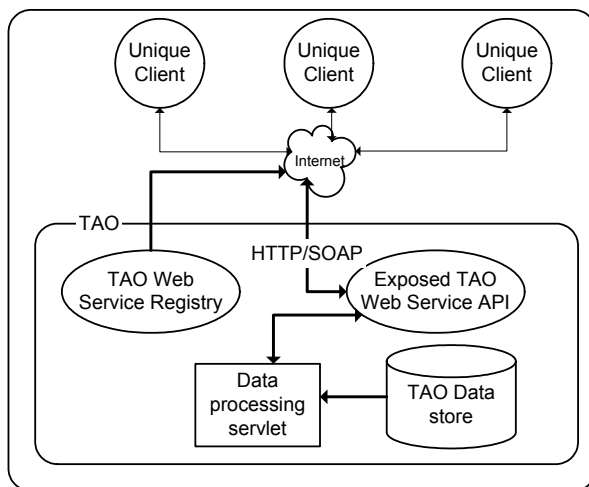 Unique
Client
Unique
Client
Unique
Client
Internet
TAO
HTTP/SOAP
TAO Web
Service Registry
Exposed TAO
Web Service API
Data
processing
servlet
TAO Data
store